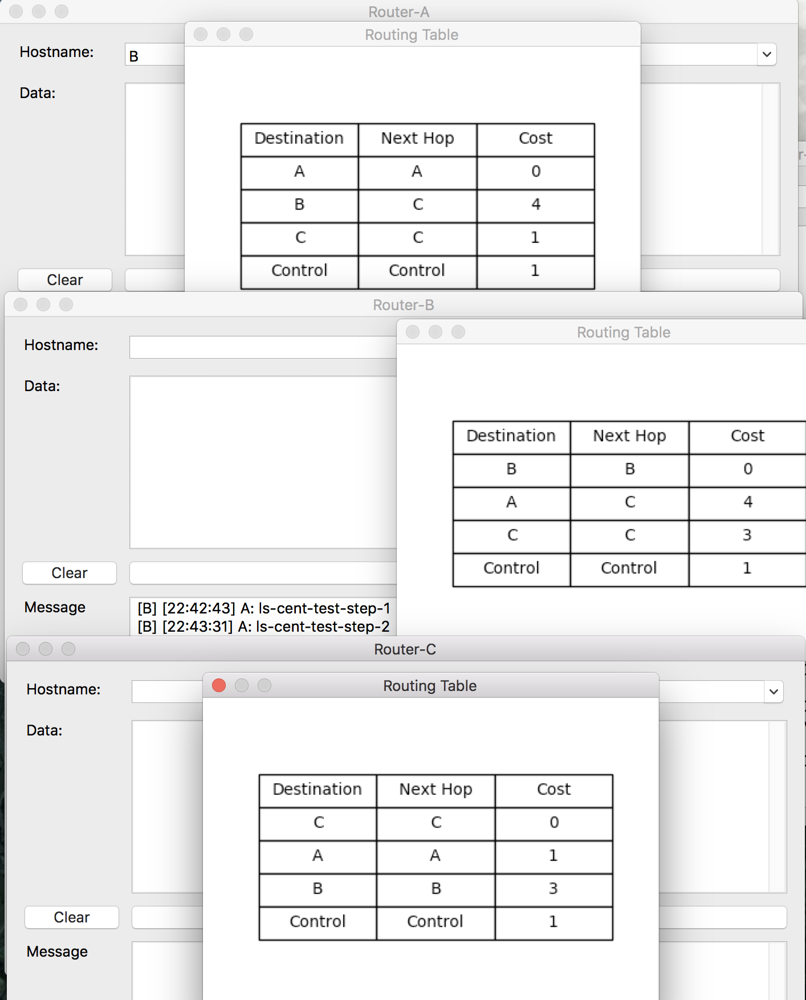 Router-A
Routing Table
Hostname:
B
Data:
Destination Next Hop Cost
A A 0
B C 4
C C 1
Control Control 1
Clear
Router-B
Routing Table
Hostname:
Data:
Destination Next Hop Cost
B B 0
A C 4
C C 3
Control Control 1
Clear
Message
[B] [22:42:43] A: ls-cent-test-step-1
[B] [22:43:31] A: ls-cent-test-step-2
Router-C
Routing Table
Hostname:
Data:
Destination Next Hop Cost
C C 0
A A 1
B B 3
Control Control 1
Clear
Message